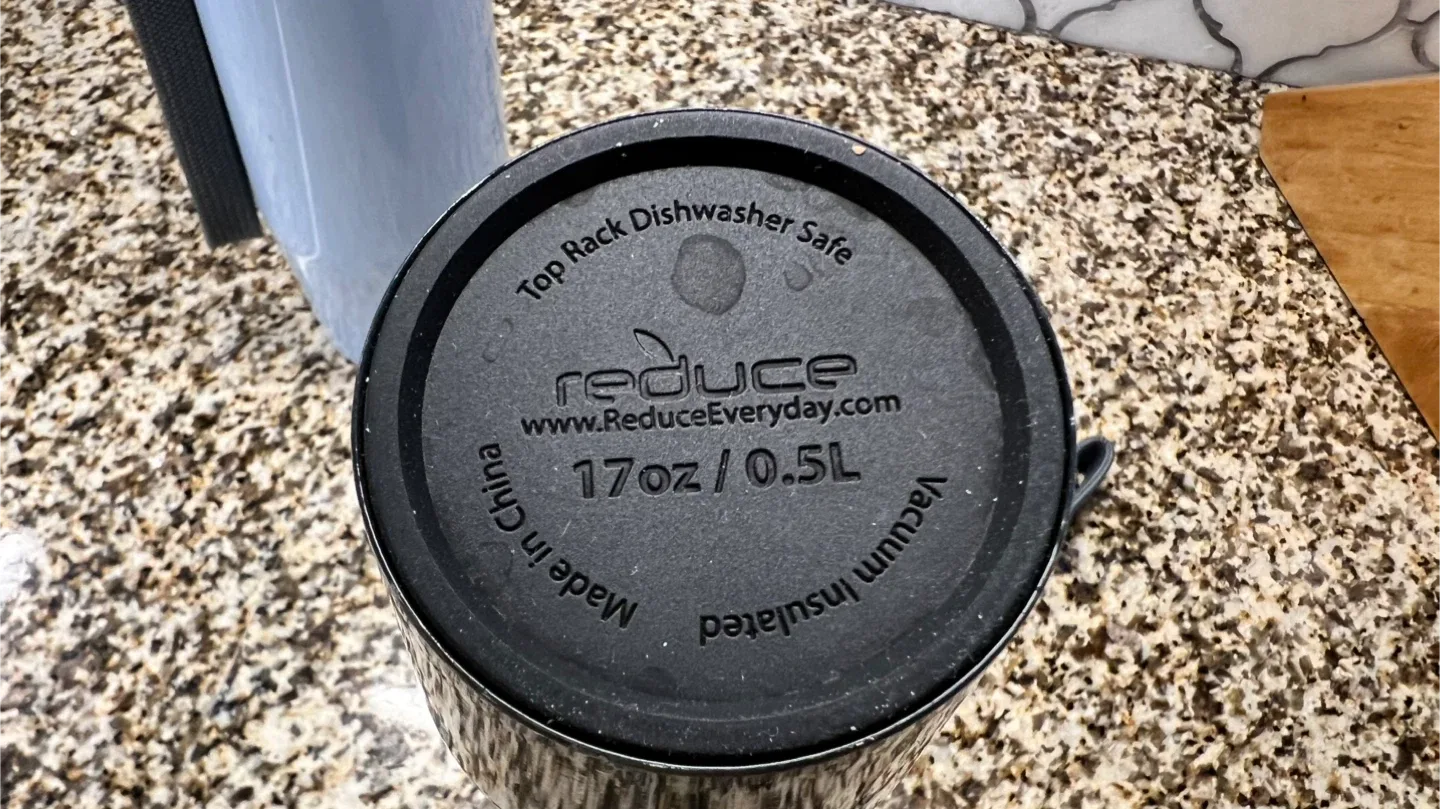 Top Rack Dishwasher Safe
reduce
www.ReduceEveryday.com
17oz / 0.5L
Made in China
Vacuum Insulated